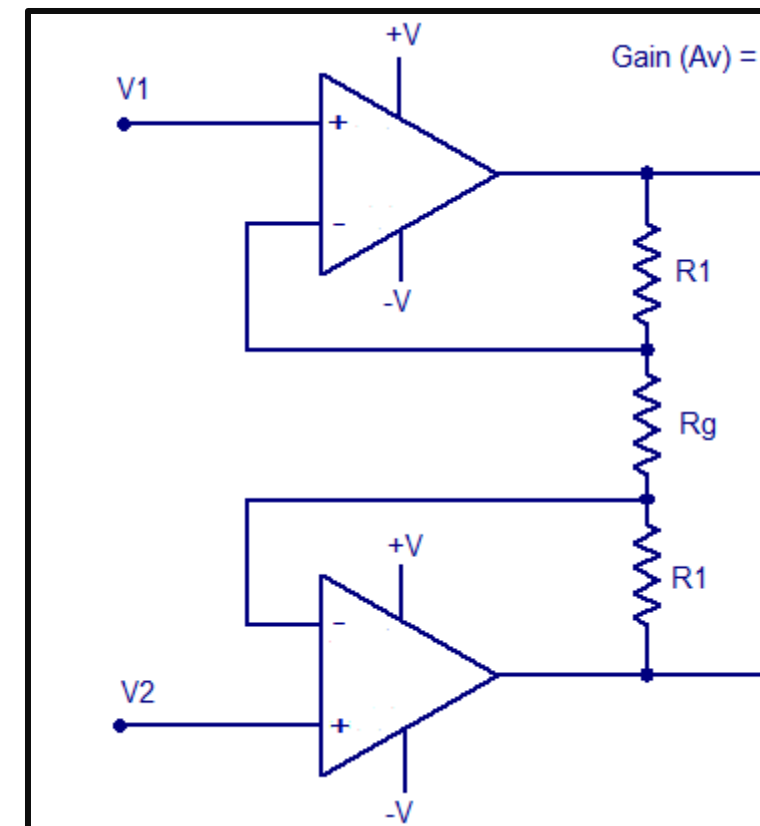 +V
Gain (Av) =
V1
+
-
R1
-V
Rg
+V
R1
-
V2
+
-V